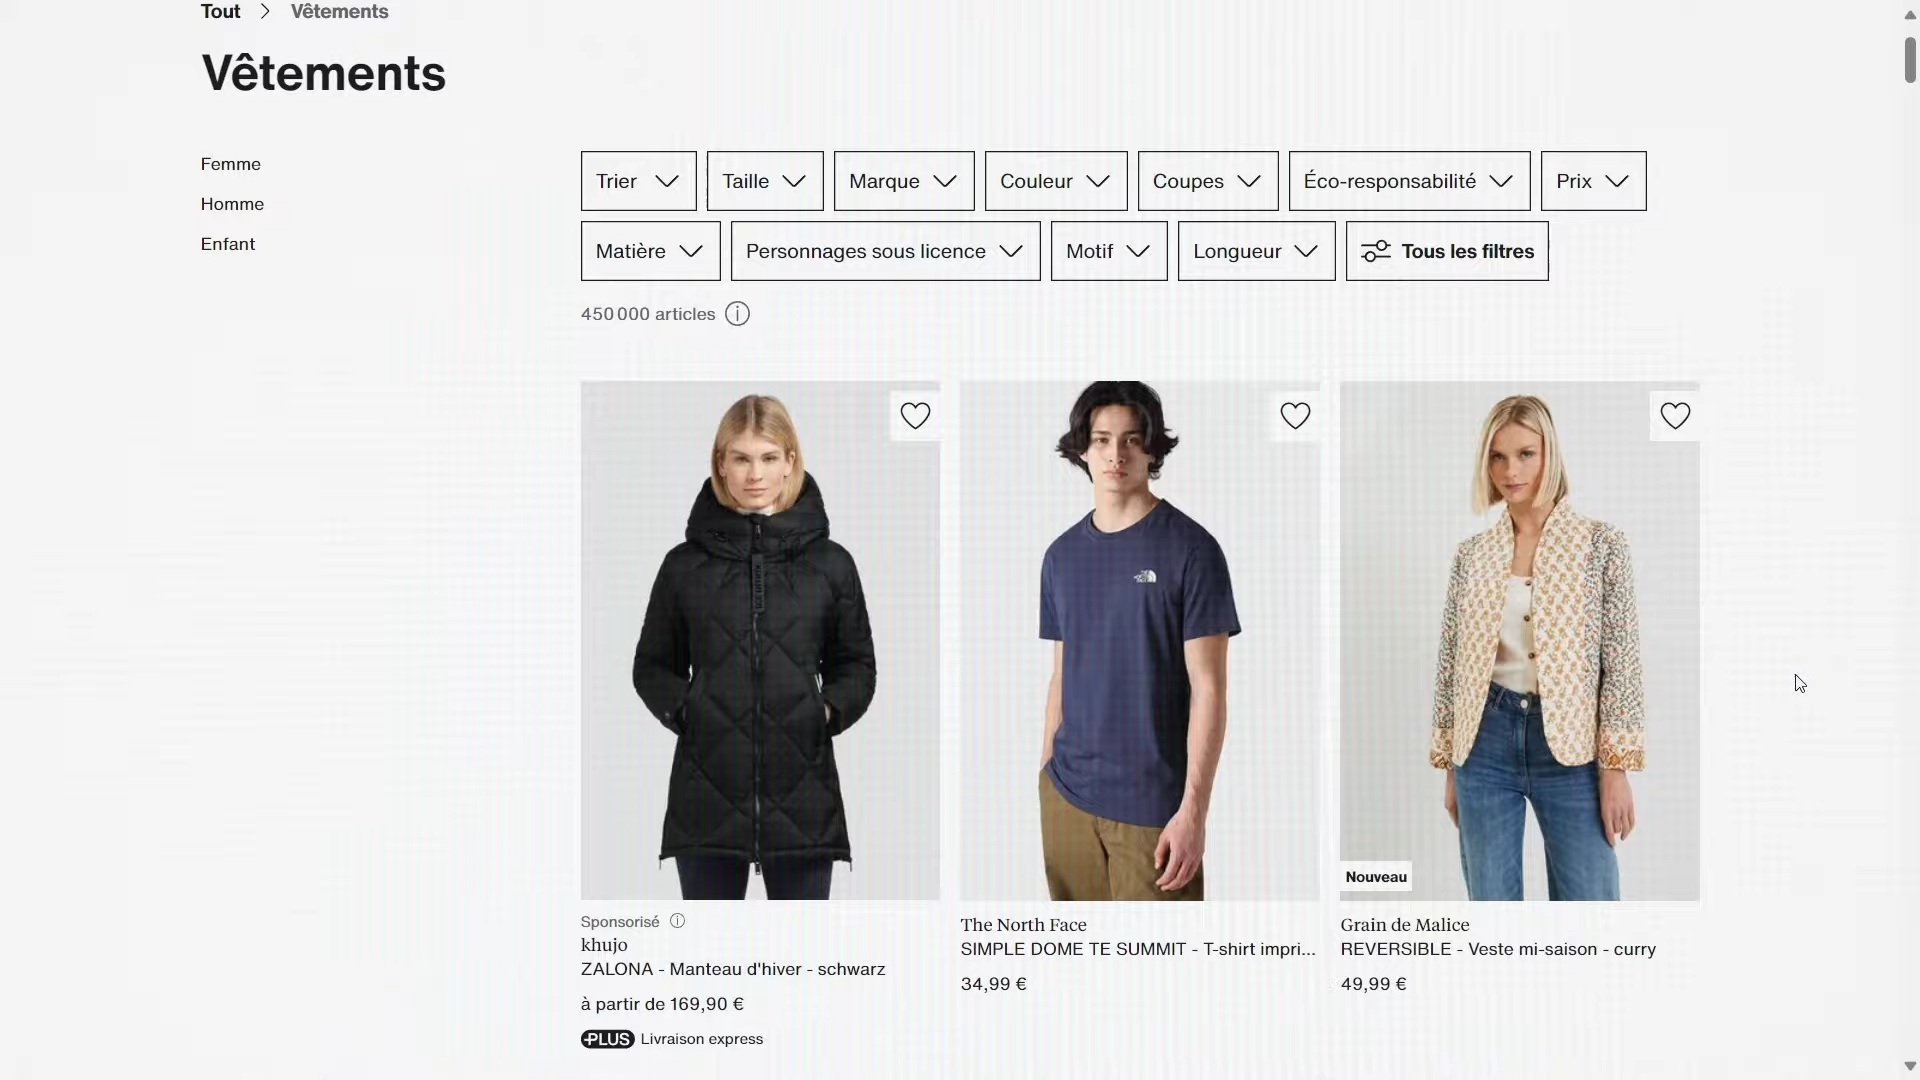 Tout > Vêtements
Vêtements
Femme
Homme
Enfant
Trier Taille Marque Couleur Coupes Éco-responsabilité Prix
Matière Personnages sous licence Motif Longueur Tous les filtres
450 000 articles
Nouveau
Sponsorisé
khujo
ZALONA - Manteau d'hiver - schwarz
à partir de 169,90 €
PLUS Livraison express
The North Face
SIMPLE DOME TE SUMMIT - T-shirt impri...
34,99 €
Grain de Malice
REVERSIBLE - Veste mi-saison - curry
49,99 €